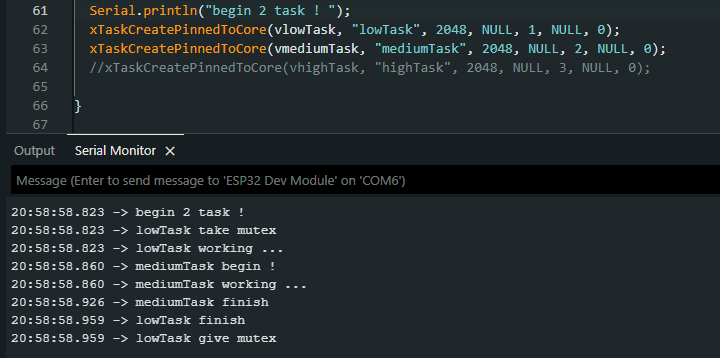 61 Serial.println("begin 2 task ! ");
62 xTaskCreatePinnedToCore(vlowTask, "lowTask", 2048, NULL, 1, NULL, 0);
63 xTaskCreatePinnedToCore(vmediumTask, "mediumTask", 2048, NULL, 2, NULL, 0);
64 //xTaskCreatePinnedToCore(vhighTask, "highTask", 2048, NULL, 3, NULL, 0);
65
66 }
67
Output Serial Monitor ×
Message (Enter to send message to 'ESP32 Dev Module' on 'COM6')
20:58:58.823 -> begin 2 task !
20:58:58.823 -> lowTask take mutex
20:58:58.823 -> lowTask working ...
20:58:58.860 -> mediumTask begin !
20:58:58.860 -> mediumTask working ...
20:58:58.926 -> mediumTask finish
20:58:58.959 -> lowTask finish
20:58:58.959 -> lowTask give mutex